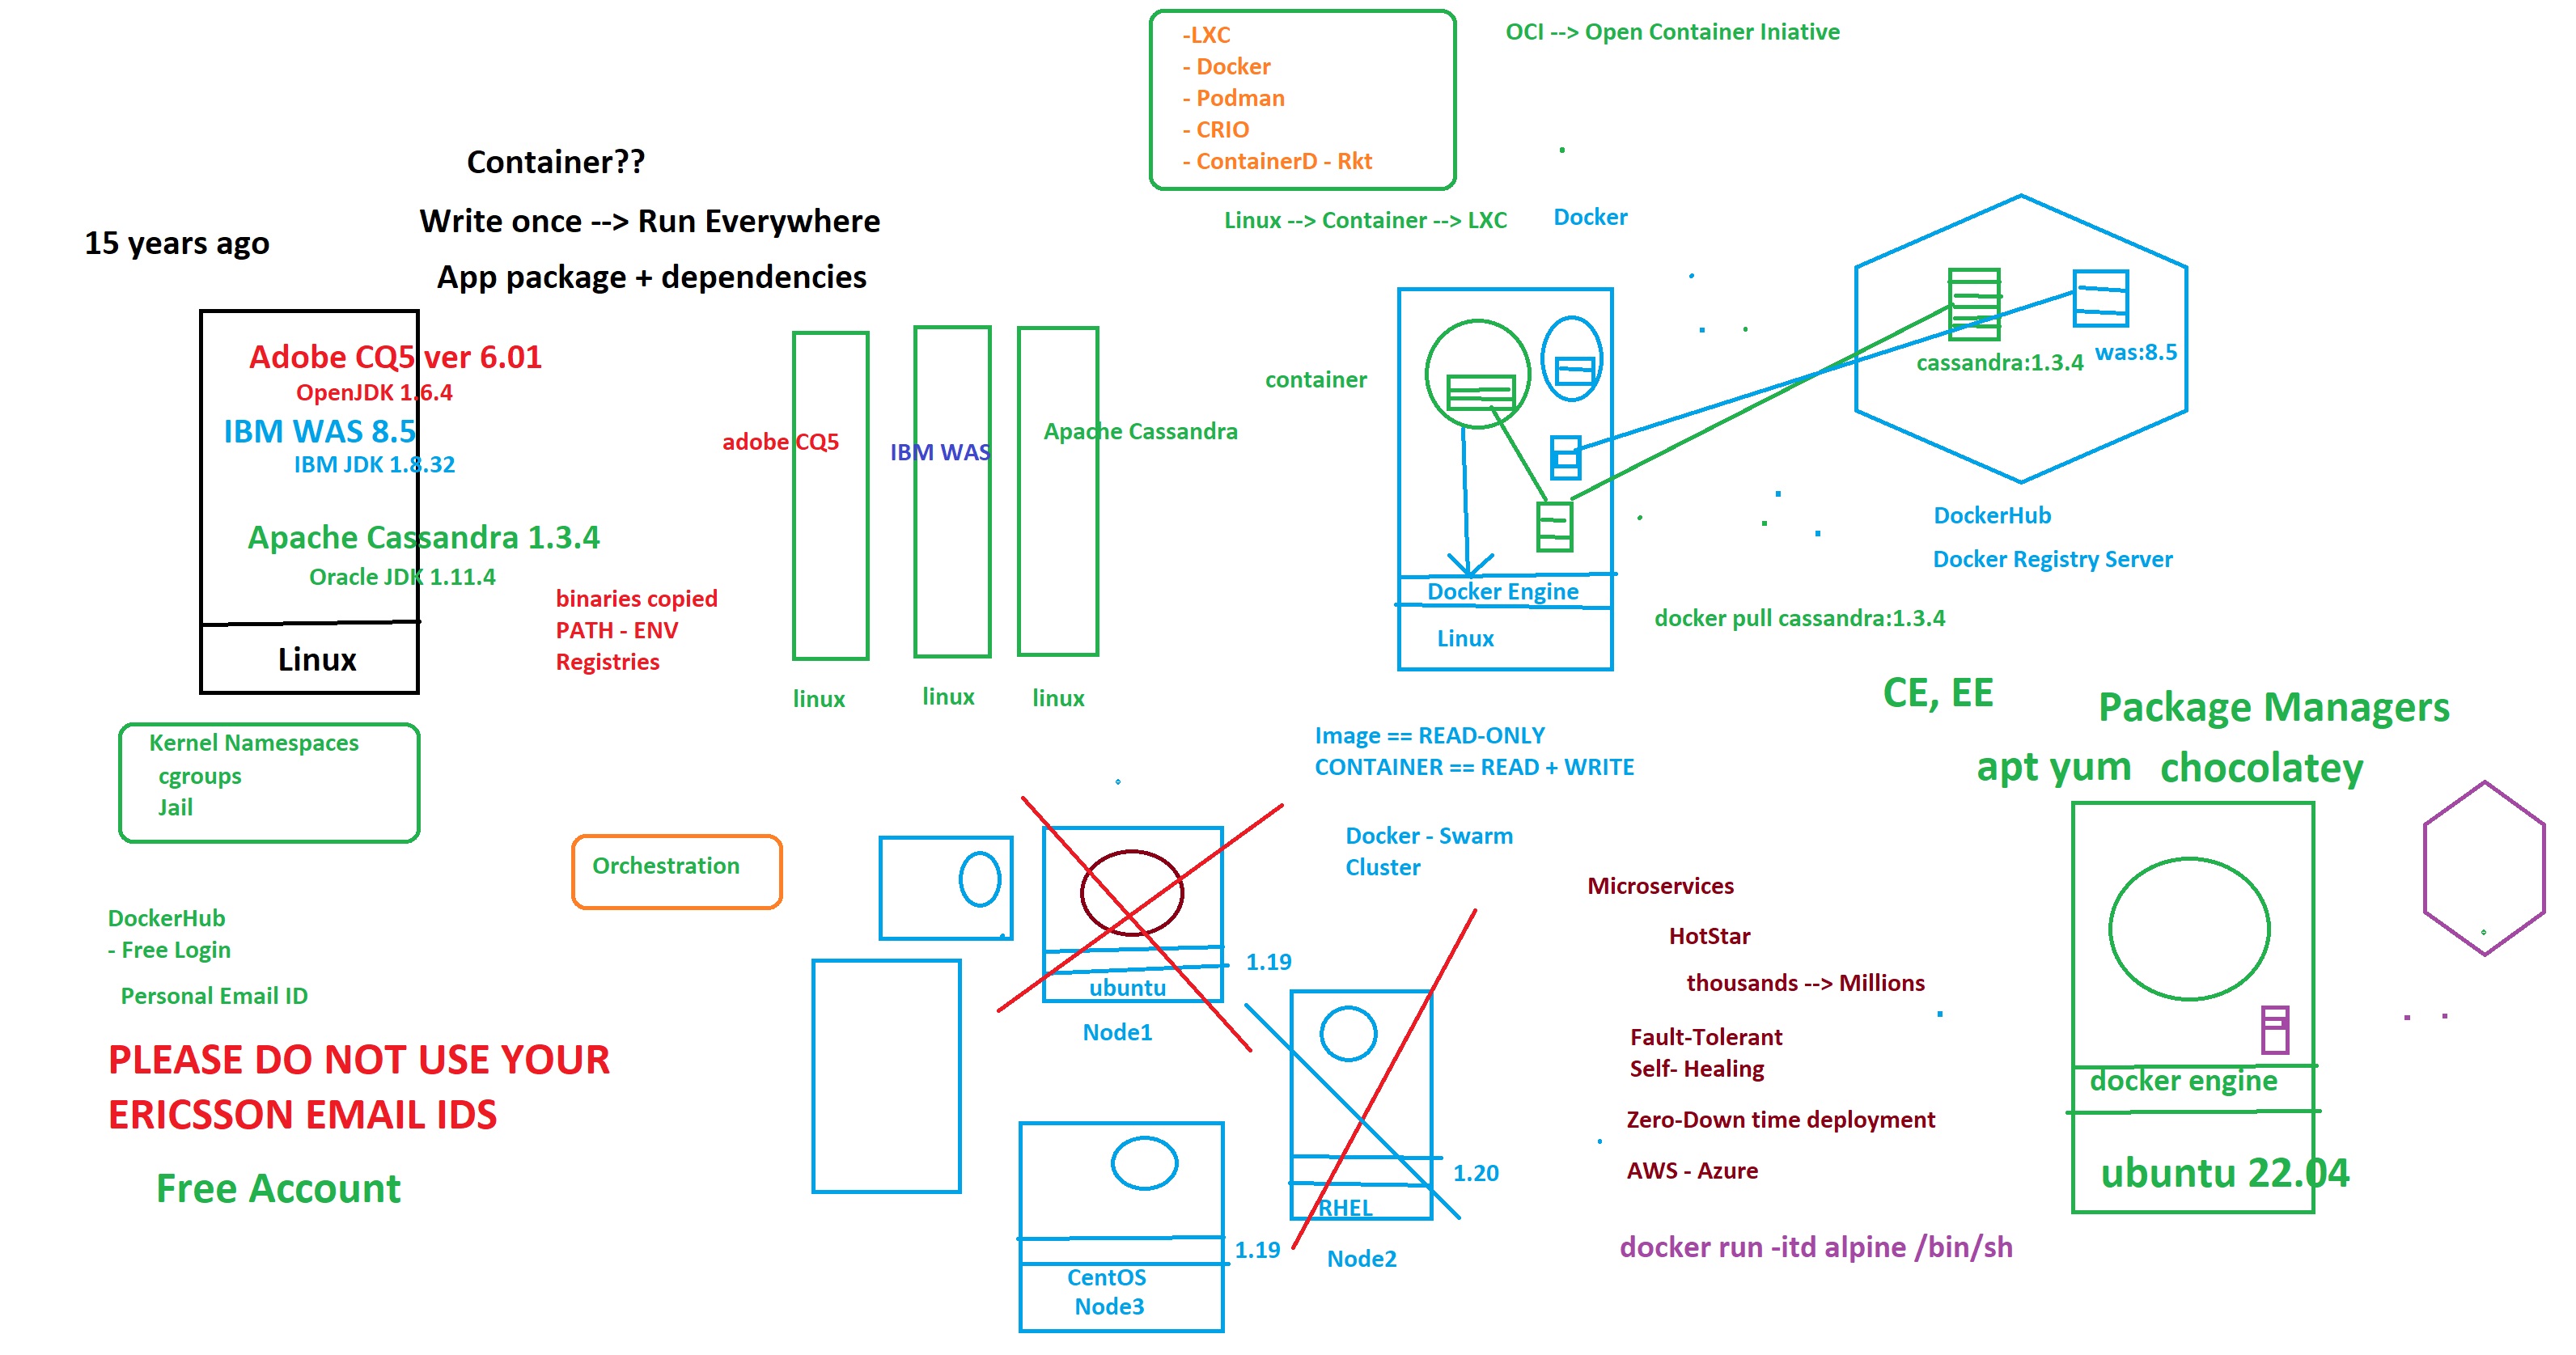 -LXC
- Docker
- Podman
- CRIO
- ContainerD - Rkt
OCI --> Open Container Iniative
Linux --> Container --> LXC
Docker
Container??
Write once --> Run Everywhere
App package + dependencies
15 years ago
Adobe CQ5 ver 6.01
OpenJDK 1.6.4
IBM WAS 8.5
IBM JDK 1.8.32
Apache Cassandra 1.3.4
Oracle JDK 1.11.4
Linux
binaries copied
PATH - ENV
Registries
adobe CQ5
IBM WAS
Apache Cassandra
linux
linux
linux
container
Docker Engine
Linux
cassandra:1.3.4
was:8.5
DockerHub
Docker Registry Server
docker pull cassandra:1.3.4
Kernel Namespaces
cgroups
Jail
Image == READ-ONLY
CONTAINER == READ + WRITE
CE, EE
Package Managers
apt yum
chocolatey
Orchestration
Docker - Swarm
Cluster
ubuntu
1.19
Node1
RHEL
1.20
Node2
CentOS
Node3
1.19
Microservices
HotStar
thousands --> Millions
Fault-Tolerant
Self- Healing
Zero-Down time deployment
AWS - Azure
docker run -itd alpine /bin/sh
docker engine
ubuntu 22.04
DockerHub
- Free Login
Personal Email ID
PLEASE DO NOT USE YOUR
ERICSSON EMAIL IDS
Free Account